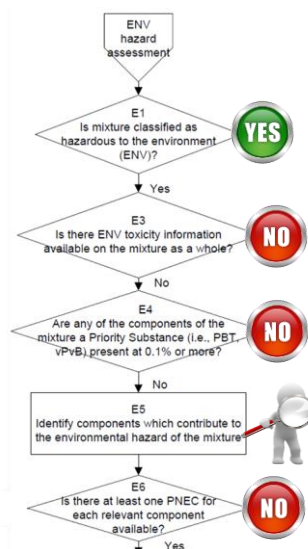 ENV
hazard
assessment
E1
Is mixture classified as
hazardous to the environment
(ENV)?
YES
Yes
E3
Is there ENV toxicity information
available on the mixture as a whole?
NO
No
E4
Are any of the components of the
mixture a Priority Substance (i.e., PBT,
vPvB) present at 0.1% or more?
NO
No
E5
Identify components which contribute to
the environmental hazard of the mixture
E6
Is there at least one PNEC for
each relevant component
available?
NO
Yes